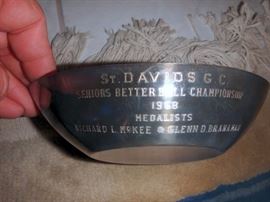 ST. DAVIDS G.C.
SENIORS BETTER BALL CHAMPIONSHIP
1968
MEDALISTS
RICHARD L. MCKEE & GLENN D. BRANAMAN